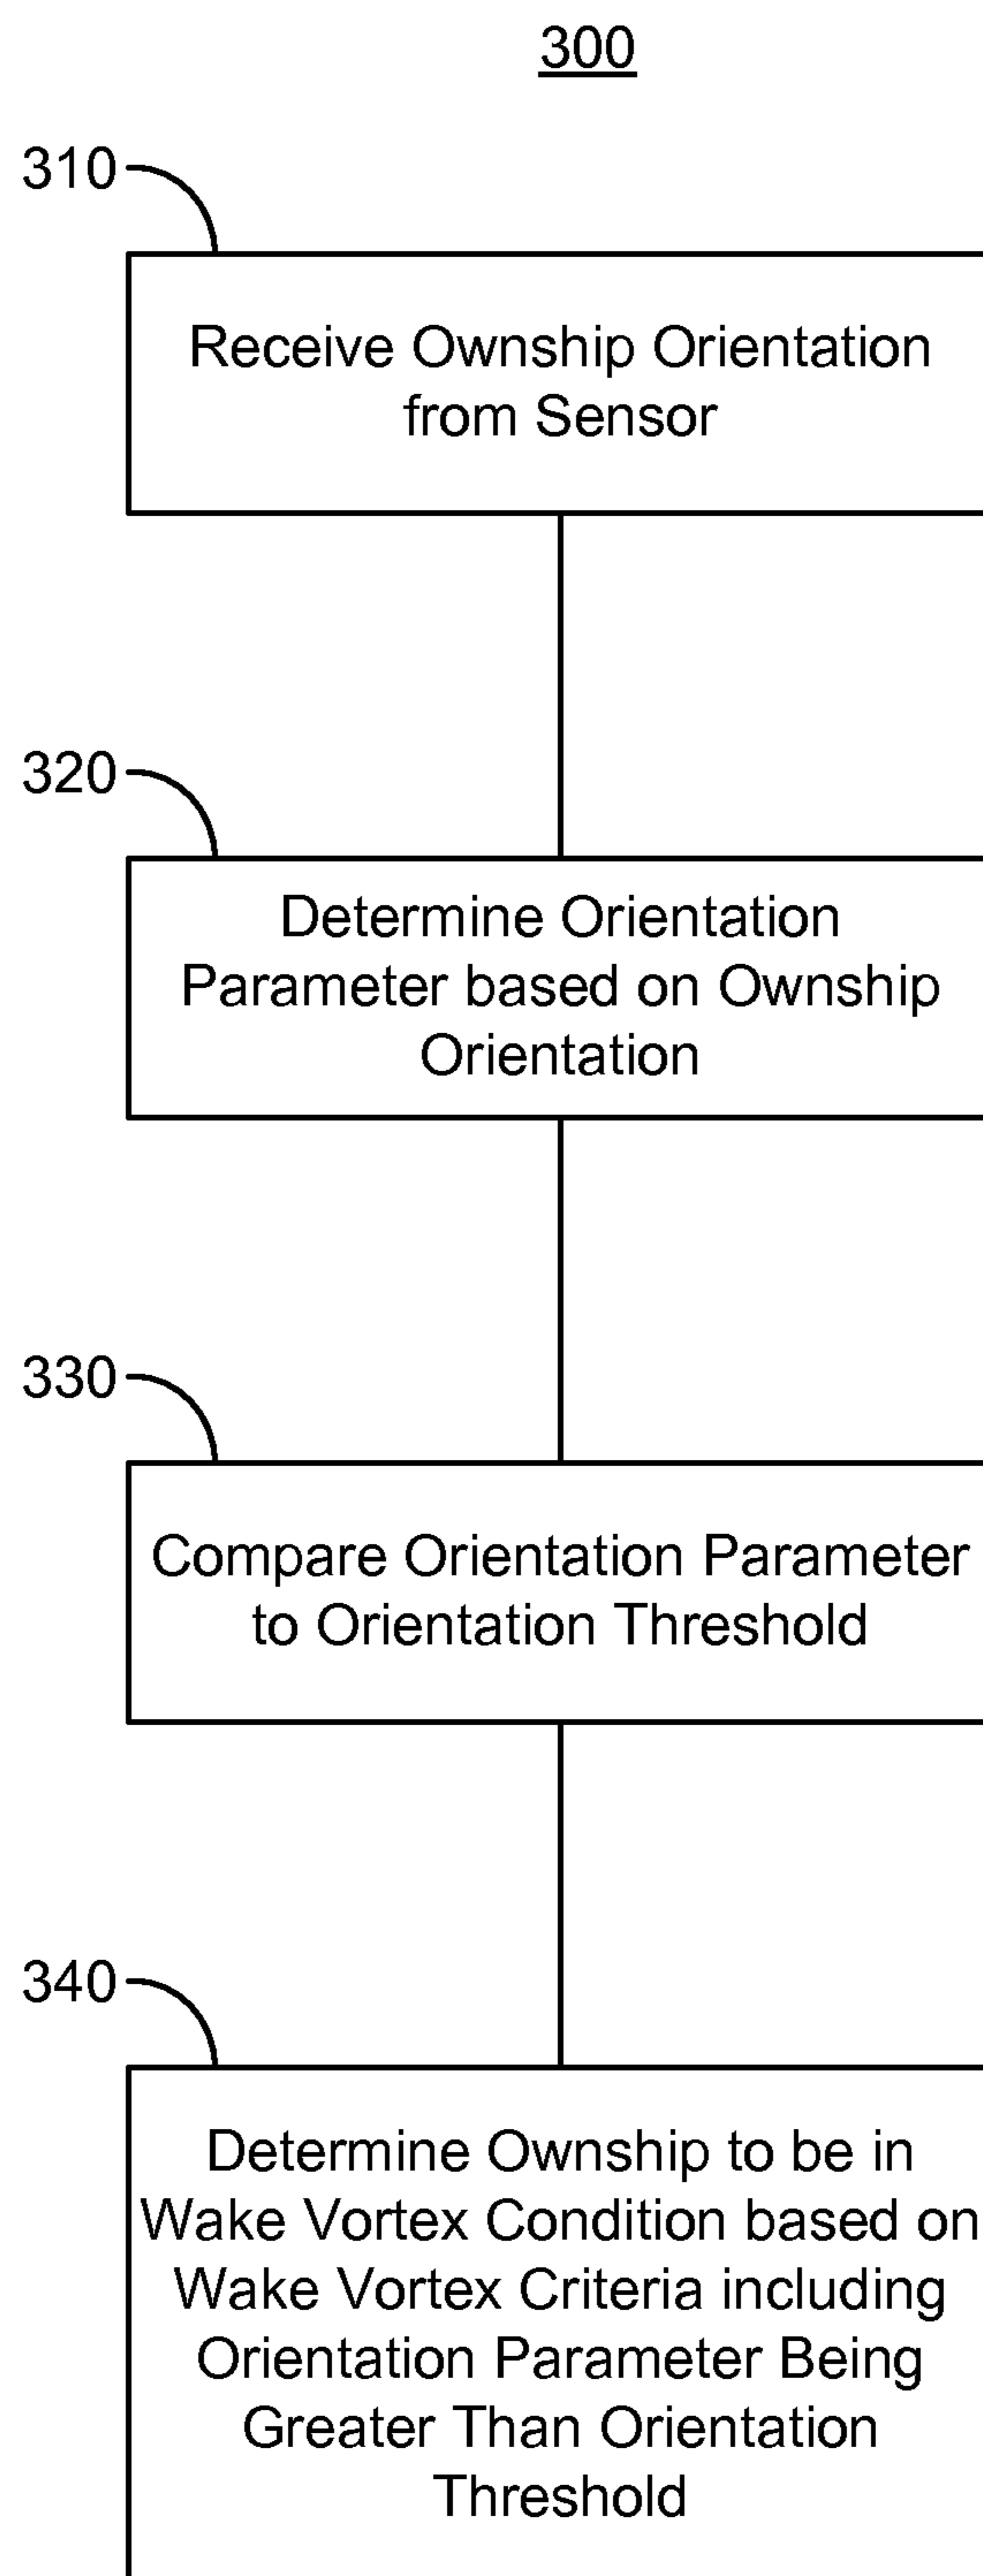 300
310
Receive Ownship Orientation
from Sensor
320
Determine Orientation
Parameter based on Ownship
Orientation
330
Compare Orientation Parameter
to Orientation Threshold
340
Determine Ownship to be in
Wake Vortex Condition based on
Wake Vortex Criteria including
Orientation Parameter Being
Greater Than Orientation
Threshold